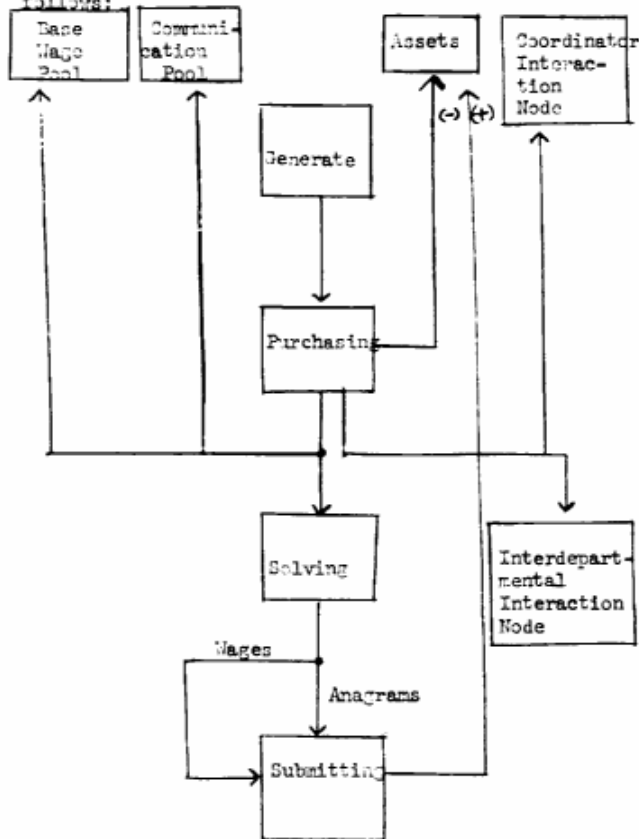 follows:
Base
Wage
Pool
Communi-
cation
Pool
Assets
Coordinator
Interac-
tion
Node
(-) (+)
Generate
Purchasing
Solving
Interdepart-
mental
Interaction
Node
Wages
Anagrams
Submitting